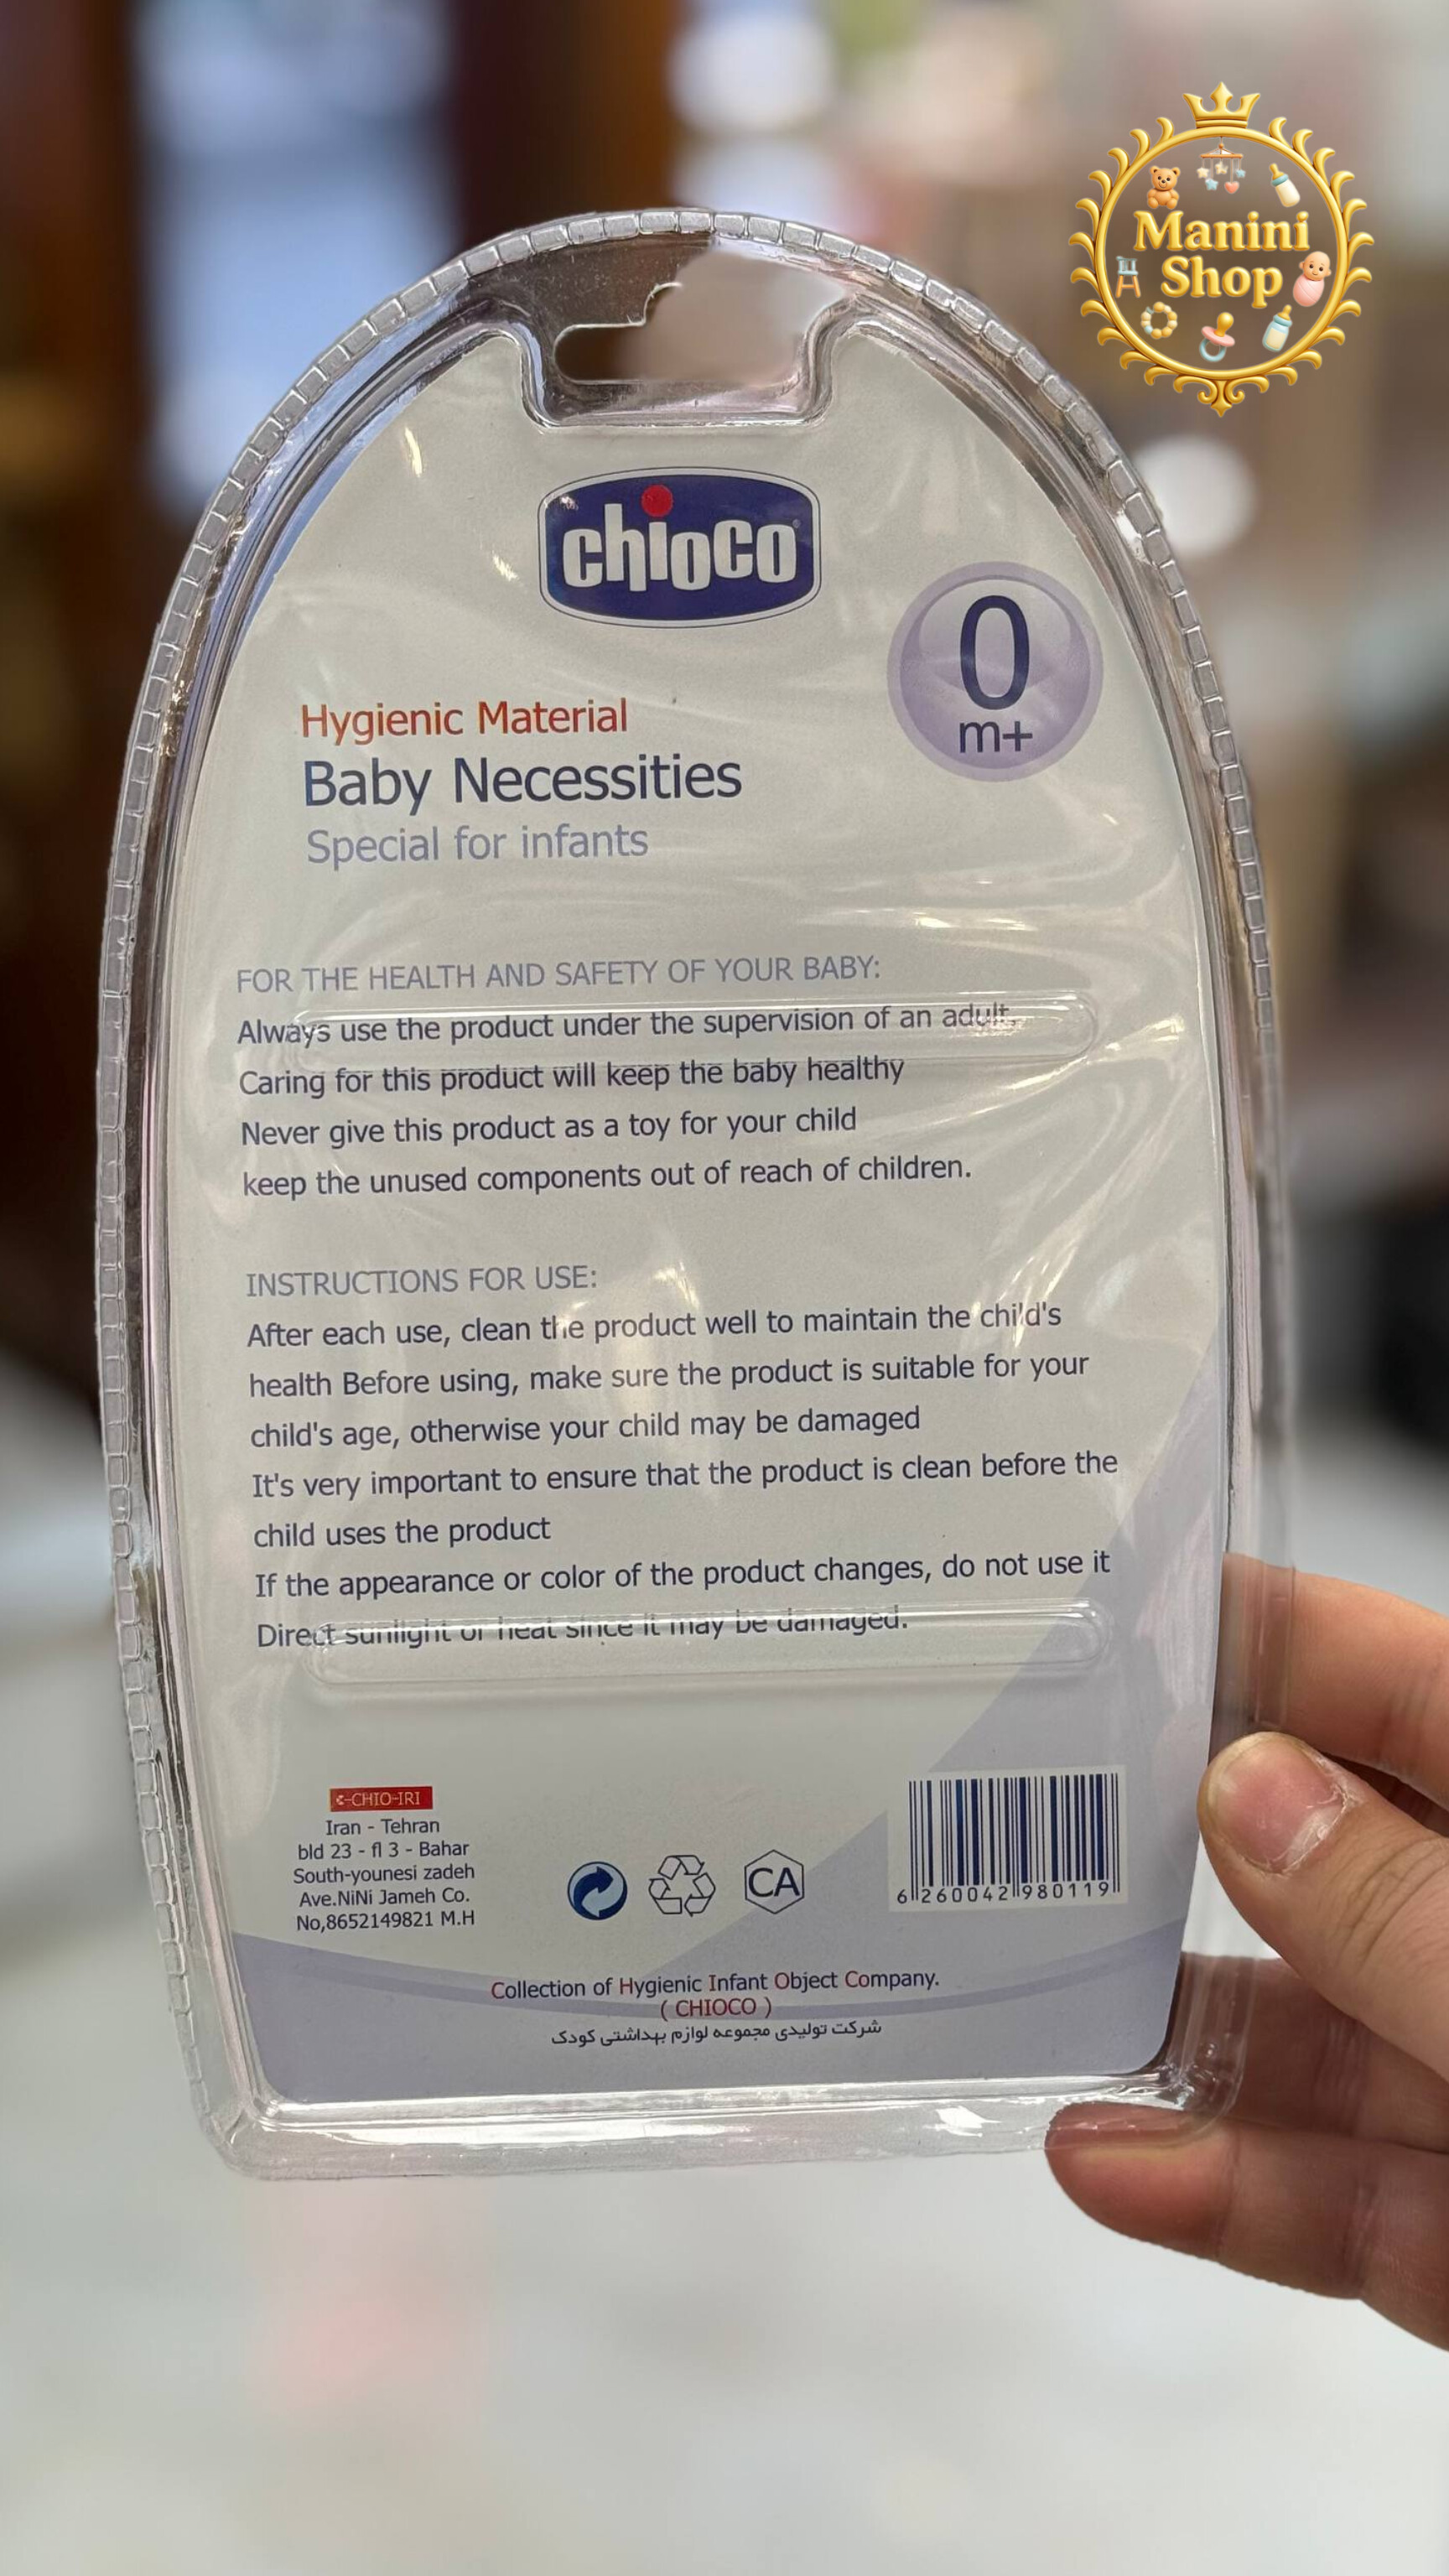 Manini
Shop
chioco
0
m+
Hygienic Material
Baby Necessities
Special for infants
FOR THE HEALTH AND SAFETY OF YOUR BABY:
Always use the product under the supervision of an adult.
Caring for this product will keep the baby healthy
Never give this product as a toy for your child
keep the unused components out of reach of children.
INSTRUCTIONS FOR USE:
After each use, clean the product well to maintain the child's
health Before using, make sure the product is suitable for your
child's age, otherwise your child may be damaged
It's very important to ensure that the product is clean before the
child uses the product
If the appearance or color of the product changes, do not use it
Direct sunlight or heat since it may be damaged.
CHIO-IRI
Iran - Tehran
bld 23 - fl 3 - Bahar
South-younesi zadeh
Ave.NiNi Jameh Co.
No,8652149821 M.H
CA
6 260042 980119
Collection of Hygienic Infant Object Company.
( CHIOCO )
شرکت تولیدی مجموعه لوازم بهداشتی کودک